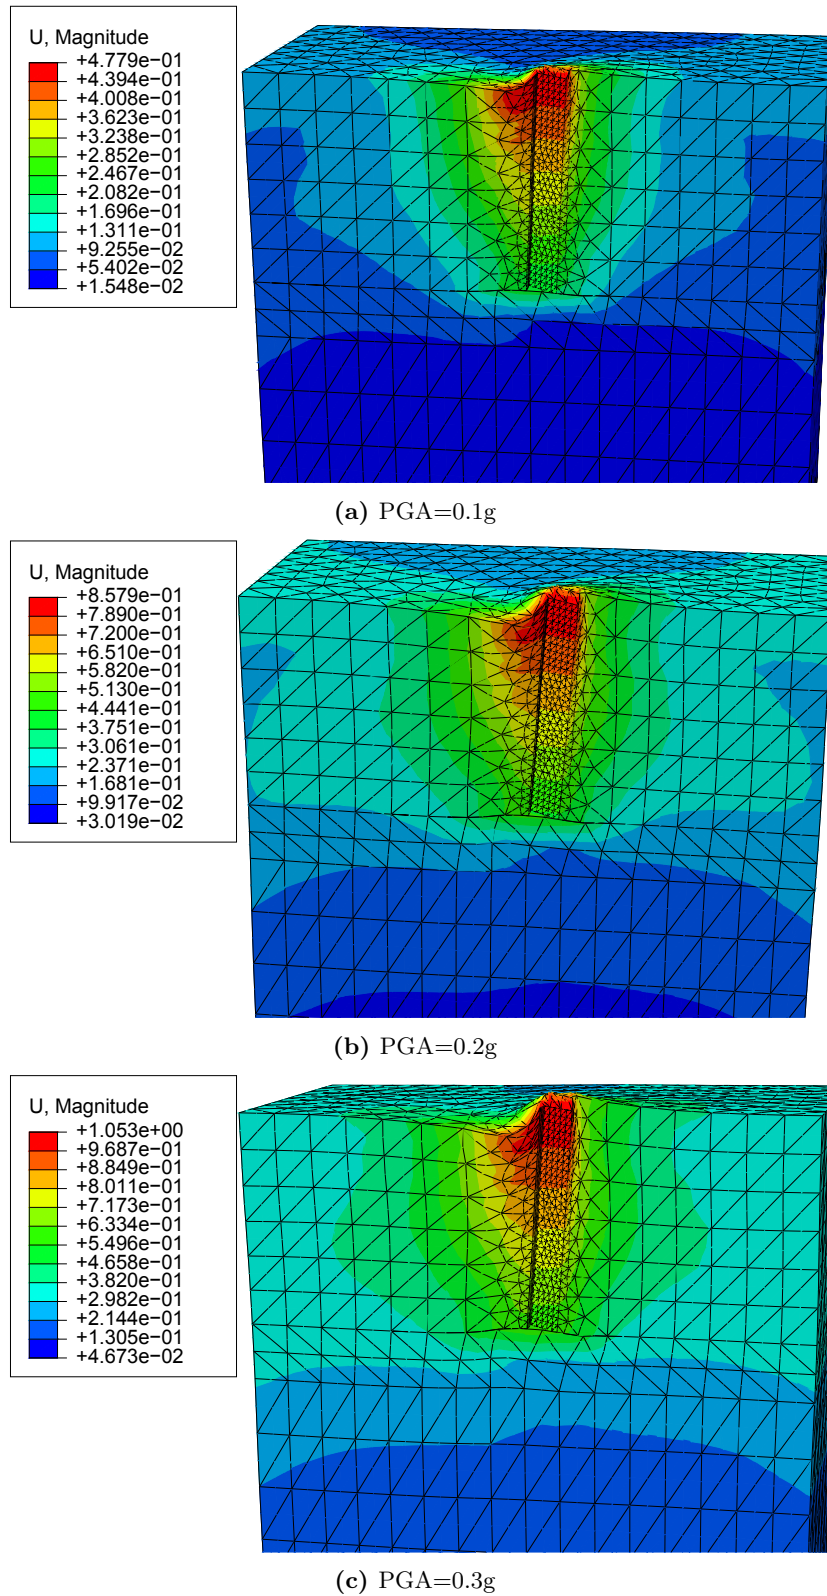 U, Magnitude
+4.779e−01
+4.394e−01
+4.008e−01
+3.623e−01
+3.238e−01
+2.852e−01
+2.467e−01
+2.082e−01
+1.696e−01
+1.311e−01
+9.255e−02
+5.402e−02
+1.548e−02
(a) PGA=0.1g
U, Magnitude
+8.579e−01
+7.890e−01
+7.200e−01
+6.510e−01
+5.820e−01
+5.130e−01
+4.441e−01
+3.751e−01
+3.061e−01
+2.371e−01
+1.681e−01
+9.917e−02
+3.019e−02
(b) PGA=0.2g
U, Magnitude
+1.053e+00
+9.687e−01
+8.849e−01
+8.011e−01
+7.173e−01
+6.334e−01
+5.496e−01
+4.658e−01
+3.820e−01
+2.982e−01
+2.144e−01
+1.305e−01
+4.673e−02
(c) PGA=0.3g